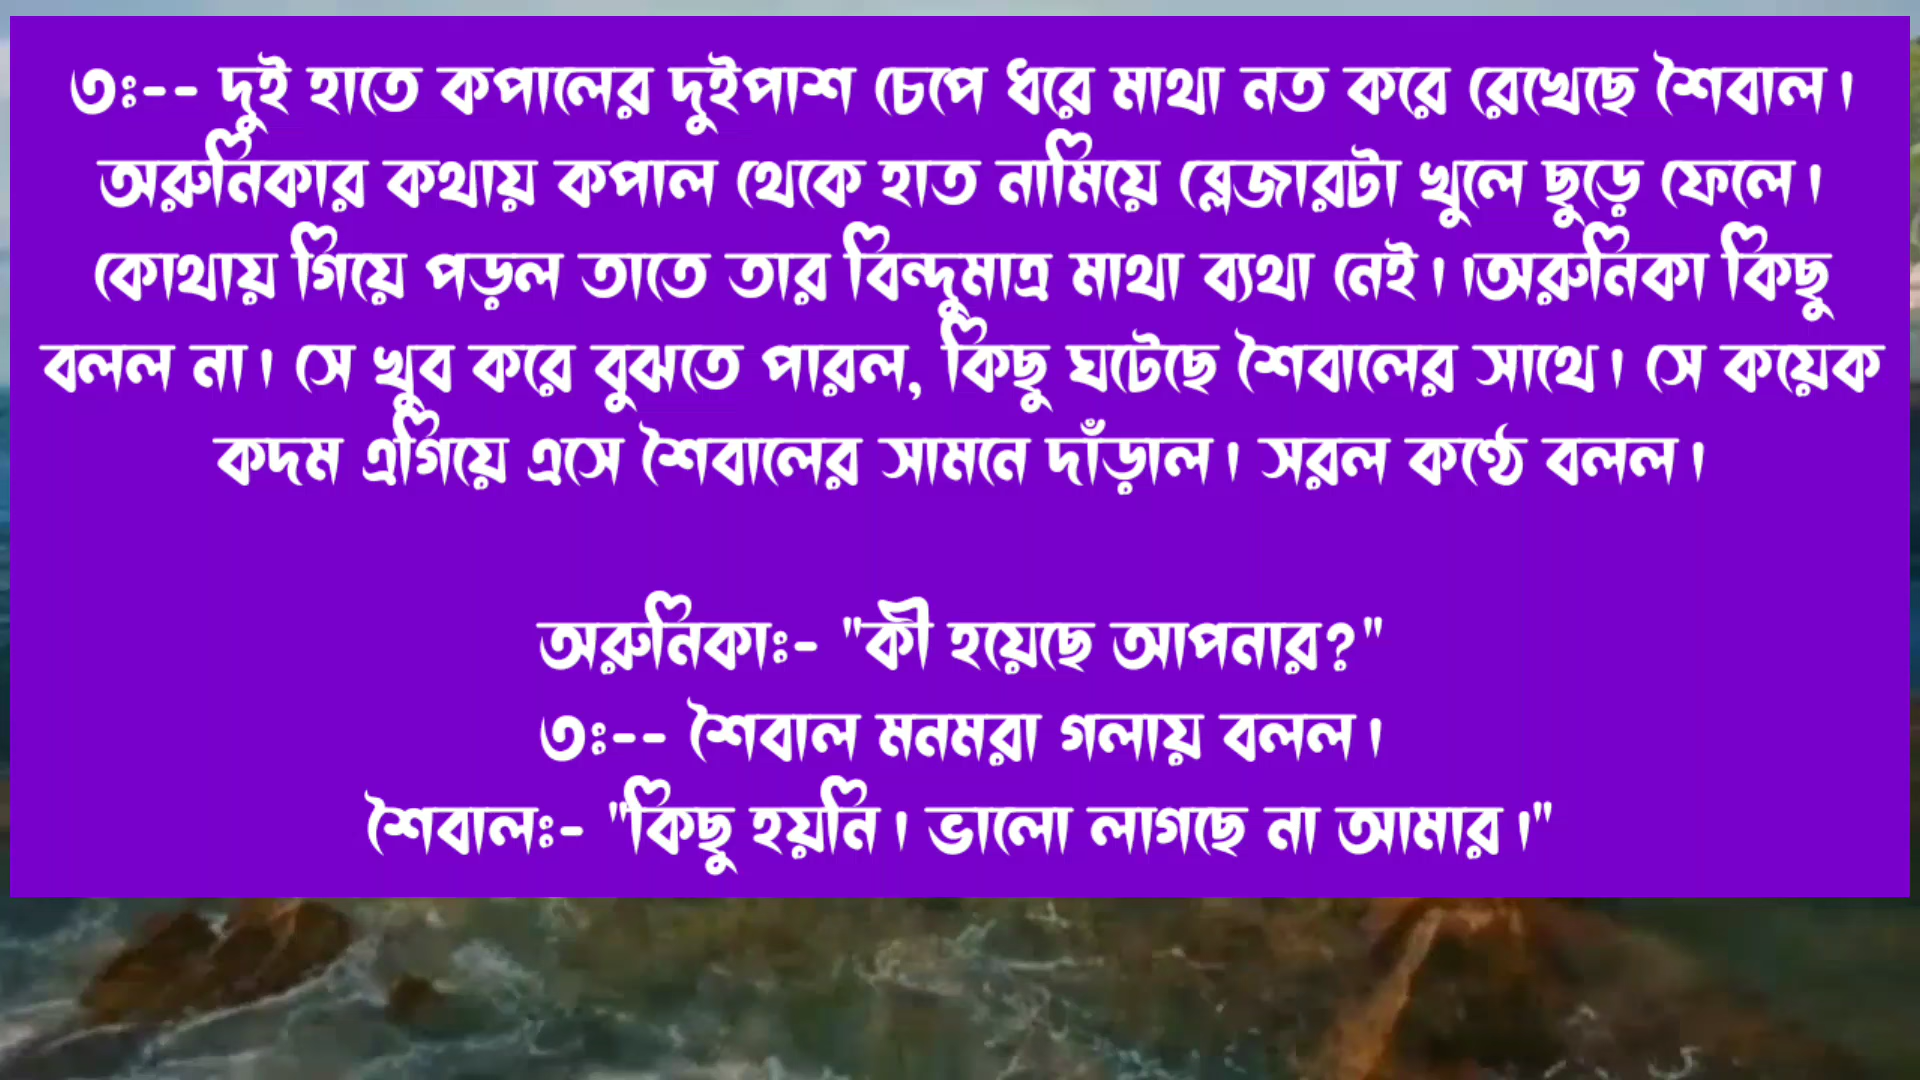 ৩ঃ-- দুই হাতে কপালের দুইপাশ চেপে ধরে মাথা নত করে রেখেছে শৈবাল।
অরুনিকার কথায় কপাল থেকে হাত নামিয়ে ব্লেজারটা খুলে ছুড়ে ফেলে।
কোথায় গিয়ে পড়ল তাতে তার বিন্দুমাত্র মাথা ব্যথা নেই। ।অরুনিকা কিছু
বলল না। সে খুব করে বুঝতে পারল, কিছু ঘটেছে শৈবালের সাথে। সে কয়েক
কদম এগিয়ে এসে শৈবালের সামনে দাঁড়াল। সরল কণ্ঠে বলল।
অরুনিকাঃ- "কী হয়েছে আপনার?"
৩ঃ-- শৈবাল মনমরা গলায় বলল।
শৈবালঃ- "কিছু হয়নি। ভালো লাগছে না আমার।"